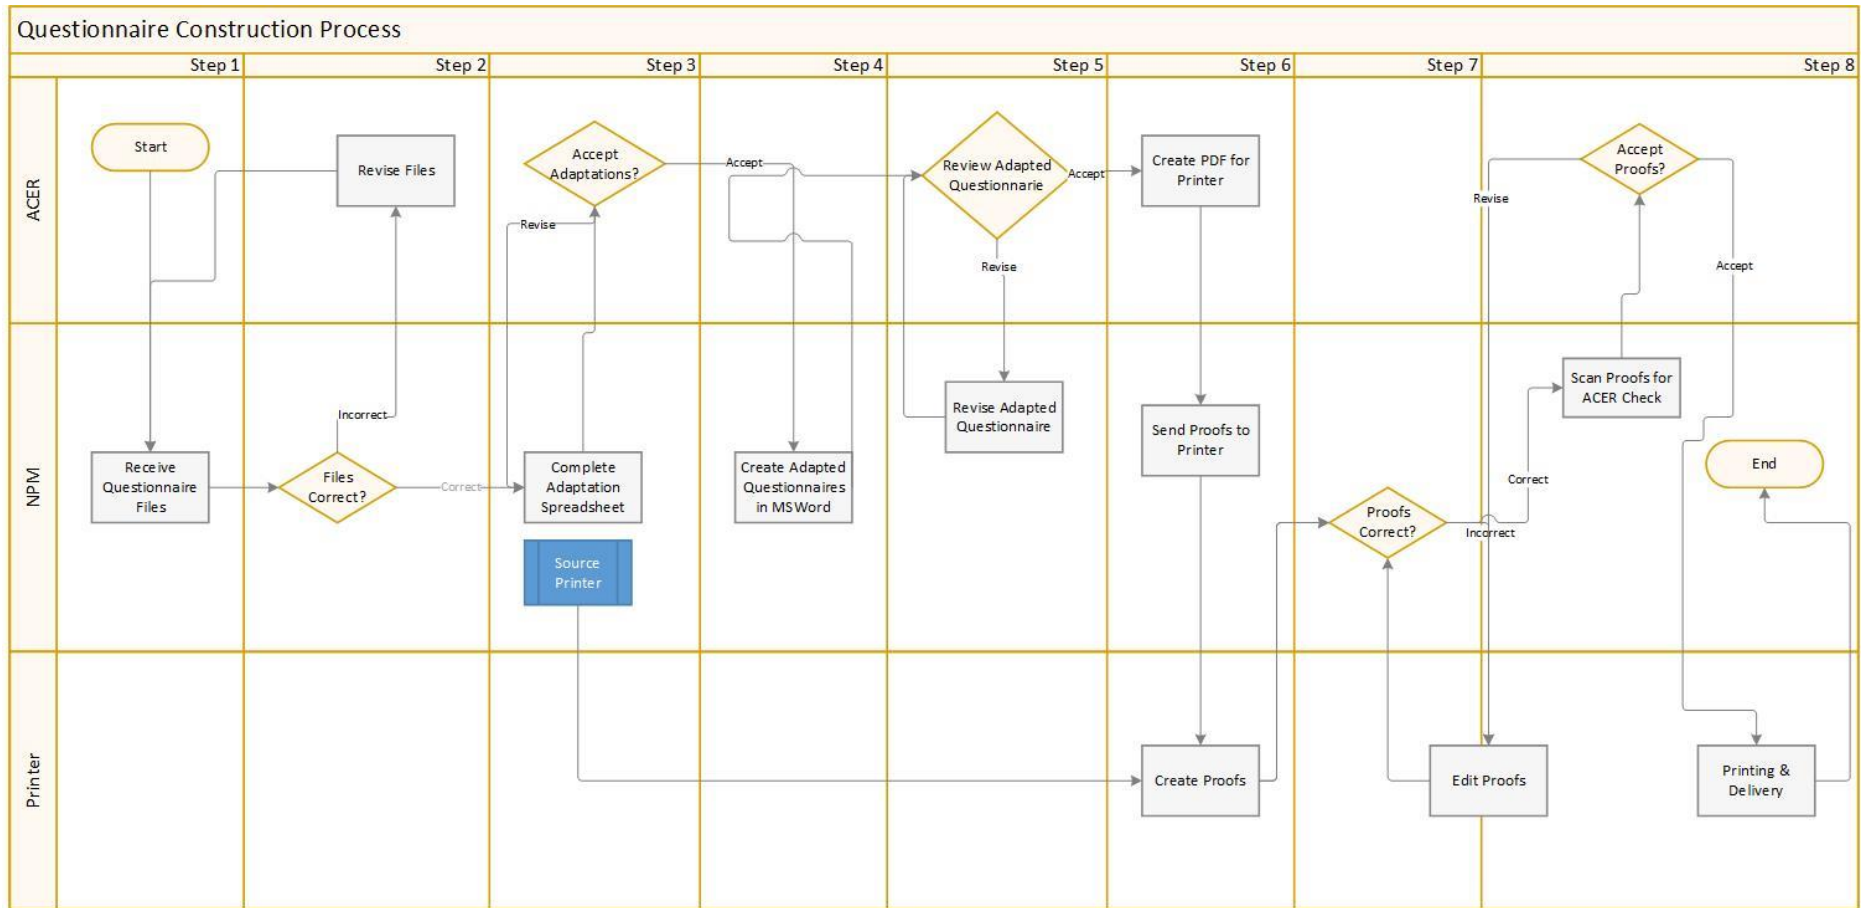 Questionnaire Construction Process
Step 1
Step 2
Step 3
Step 4
Step 5
Step 6
Step 7
Step 8
ACER
Start
Revise Files
Accept
Adaptations?
Accept
Revise
Review Adapted
Questionnarie
Accept
Revise
Create PDF for
Printer
Accept
Proofs?
Revise
Accept
NPM
Receive
Questionnaire
Files
Incorrect
Files
Correct?
Correct
Complete
Adaptation
Spreadsheet
Source
Printer
Create Adapted
Questionnaires
in MSWord
Revise Adapted
Questionnaire
Send Proofs to
Printer
Proofs
Correct?
Incorrect
Correct
Scan Proofs for
ACER Check
End
Printer
Create Proofs
Edit Proofs
Printing &
Delivery